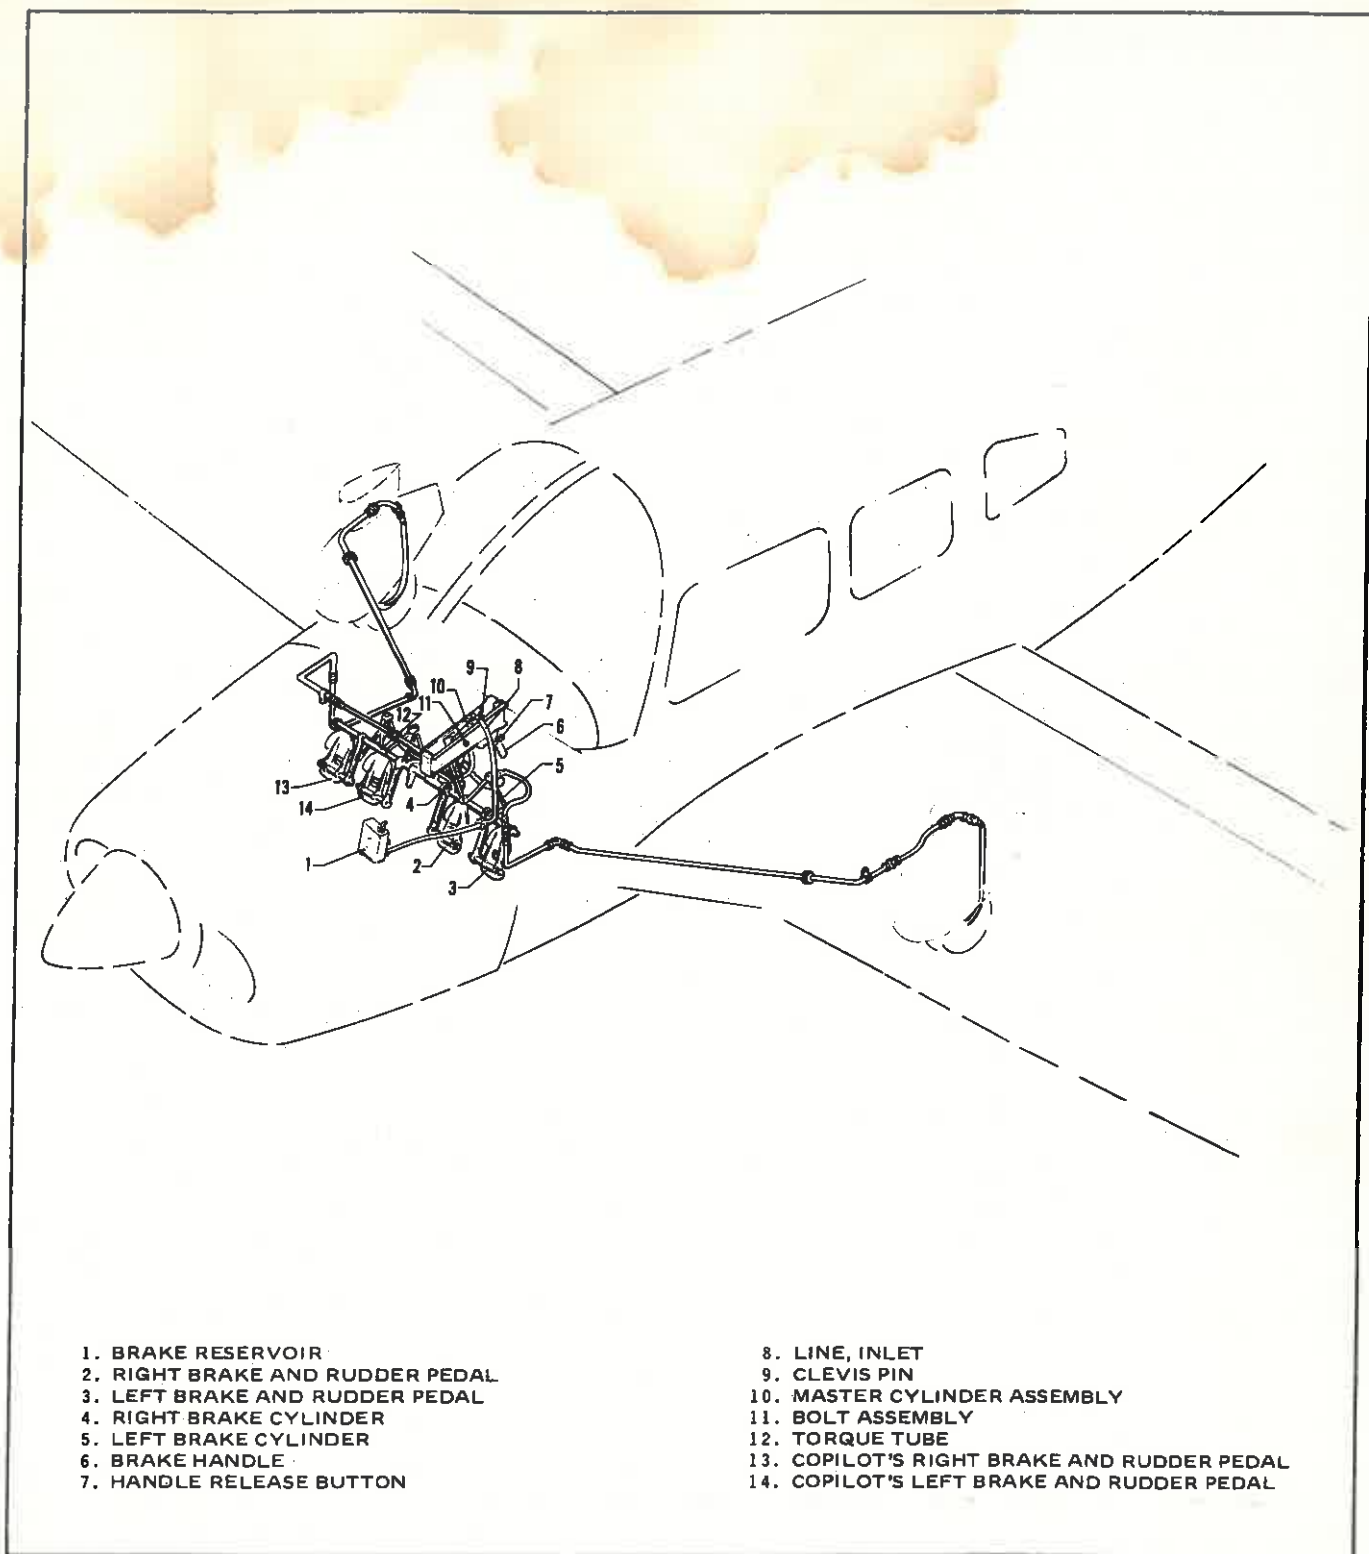 9
8
10
7
11
12
6
5
13
4
14
1
2
3
1. BRAKE RESERVOIR
2. RIGHT BRAKE AND RUDDER PEDAL
3. LEFT BRAKE AND RUDDER PEDAL
4. RIGHT BRAKE CYLINDER
5. LEFT BRAKE CYLINDER
6. BRAKE HANDLE
7. HANDLE RELEASE BUTTON
8. LINE, INLET
9. CLEVIS PIN
10. MASTER CYLINDER ASSEMBLY
11. BOLT ASSEMBLY
12. TORQUE TUBE
13. COPILOT'S RIGHT BRAKE AND RUDDER PEDAL
14. COPILOT'S LEFT BRAKE AND RUDDER PEDAL